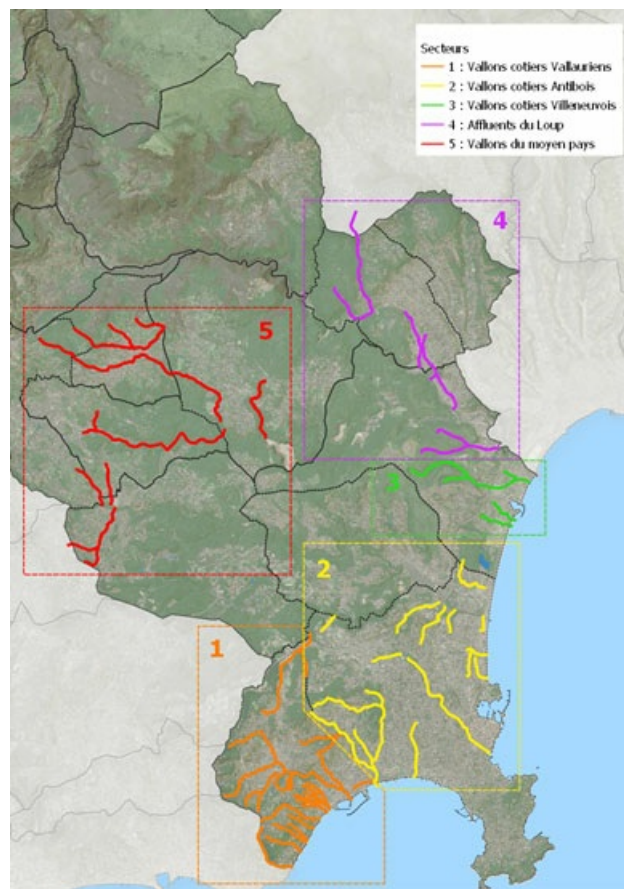 Secteurs
1 : Vallons cotiers Vallauriens
2 : Vallons cotiers Antibois
3 : Vallons cotiers Villeneuvois
4 : Affluents du Loup
5 : Vallons du moyen pays
4
5
3
2
1